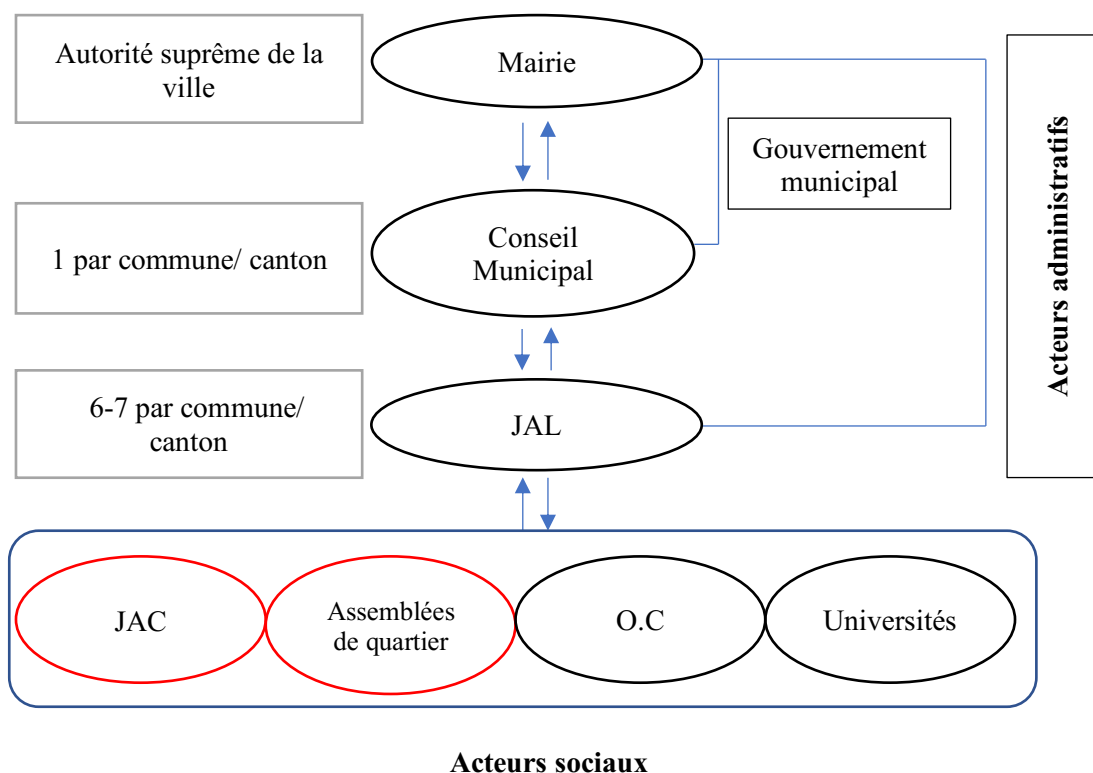 Autorité suprême de la
ville
Mairie
Gouvernement
municipal
Acteurs administratifs
1 par commune/ canton
Conseil
Municipal
6-7 par commune/
canton
JAL
JAC
Assemblées
de quartier
O.C
Universités
Acteurs sociaux